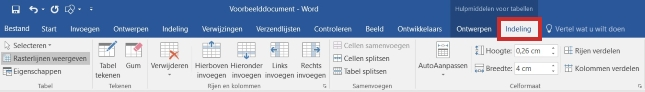 Voorbeelddocument - Word
Hulpmiddelen voor tabellen
Bestand Start Invoegen Ontwerpen Indeling Verwijzingen Verzendlijsten Controleren Beeld Ontwikkelaars Ontwerpen Indeling Vertel wat u wilt doen
Selecteren
Rasterlijnen weergeven
Eigenschappen
Tabel
Tabel tekenen
Gum
Tekenen
Verwijderen
Hierboven invoegen
Hieronder invoegen
Links invoegen
Rechts invoegen
Rijen en kolommen
Cellen samenvoegen
Cellen splitsen
Tabel splitsen
Samenvoegen
AutoAanpassen
Hoogte: 0,26 cm
Breedte: 4 cm
Rijen verdelen
Kolommen verdelen
Celformaat